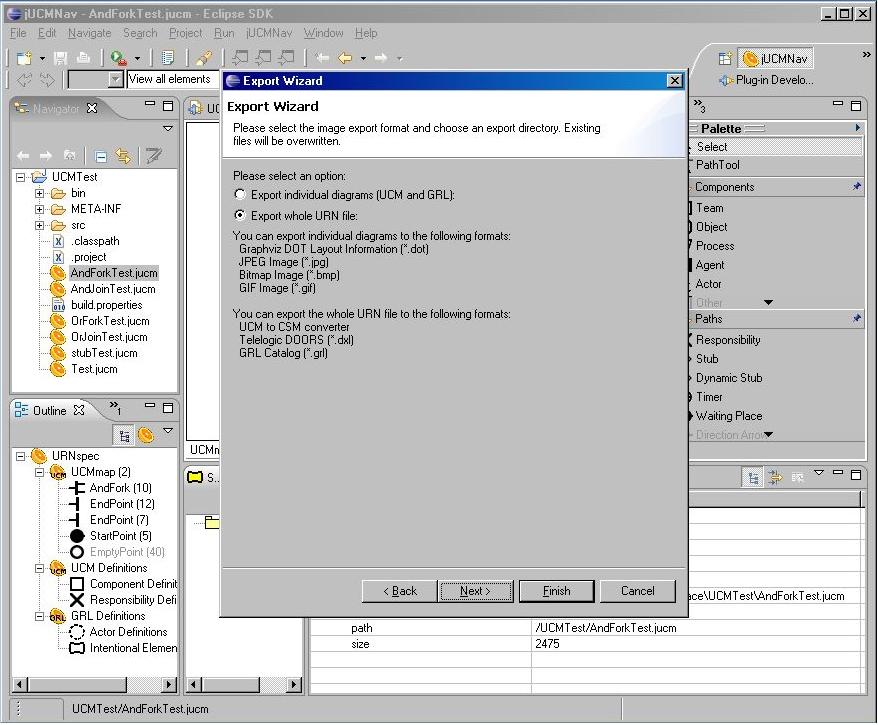 jUCMNav - AndForkTest.jucm - Eclipse SDK
File Edit Navigate Search Project Run jUCMNav Window Help
View all elements
jUCMNav
Plug-in Develo...
Navigator
UCMTest
bin
META-INF
src
.classpath
.project
AndForkTest.jucm
AndJoinTest.jucm
build.properties
OrForkTest.jucm
OrJoinTest.jucm
stubTest.jucm
Test.jucm
Outline
1
URNspec
UCMmap (2)
AndFork (10)
EndPoint (12)
EndPoint (7)
StartPoint (5)
EmptyPoint (40)
UCM Definitions
Component Definit
Responsibility Defi
GRL Definitions
Actor Definitions
Intentional Elemen
UC
UCMm
S...
Export Wizard
Export Wizard
Please select the image export format and choose an export directory. Existing
files will be overwritten.
Please select an option:
Export individual diagrams (UCM and GRL):
Export whole URN file:
You can export individual diagrams to the following formats:
Graphviz DOT Layout Information (*.dot)
JPEG Image (*.jpg)
Bitmap Image (*.bmp)
GIF Image (*.gif)
You can export the whole URN file to the following formats:
UCM to CSM converter
Telelogic DOORS (*.dxl)
GRL Catalog (*.grl)
< Back
Next >
Finish
Cancel
3
Palette
Select
PathTool
Components
Team
Object
Process
Agent
Actor
Other
Paths
Responsibility
Stub
Dynamic Stub
Timer
Waiting Place
Direction Arrow
ace\UCMTest\AndForkTest.jucm
path /UCMTest/AndForkTest.jucm
size 2475
UCMTest/AndForkTest.jucm